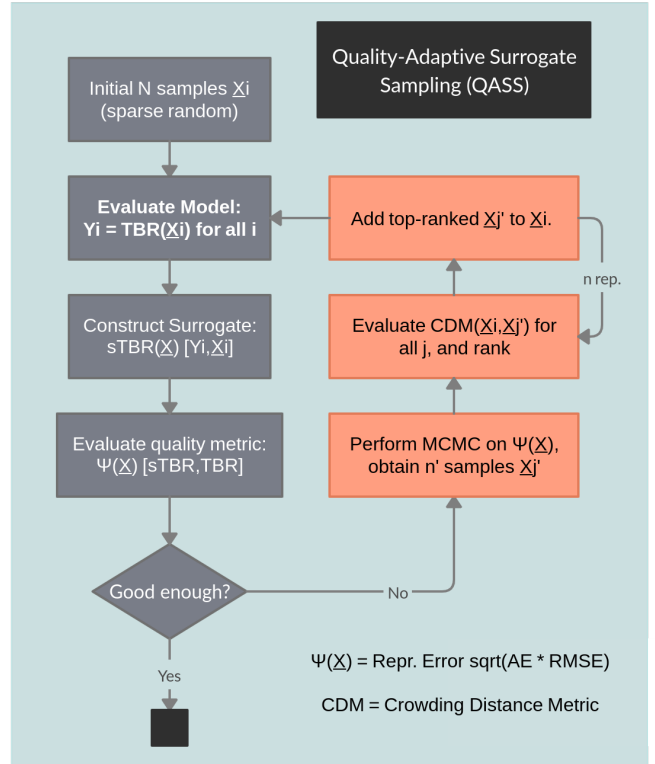 Quality-Adaptive Surrogate
Sampling (QASS)
Initial N samples Xi
(sparse random)
Evaluate Model:
Yi = TBR(Xi) for all i
Construct Surrogate:
sTBR(X) [Yi,Xi]
Evaluate quality metric:
Ψ(X) [sTBR,TBR]
Good enough?
Yes
No
Perform MCMC on Ψ(X),
obtain n' samples Xj'
Evaluate CDM(Xi,Xj') for
all j, and rank
Add top-ranked Xj' to Xi.
n rep.
Ψ(X) = Repr. Error sqrt(AE * RMSE)
CDM = Crowding Distance Metric